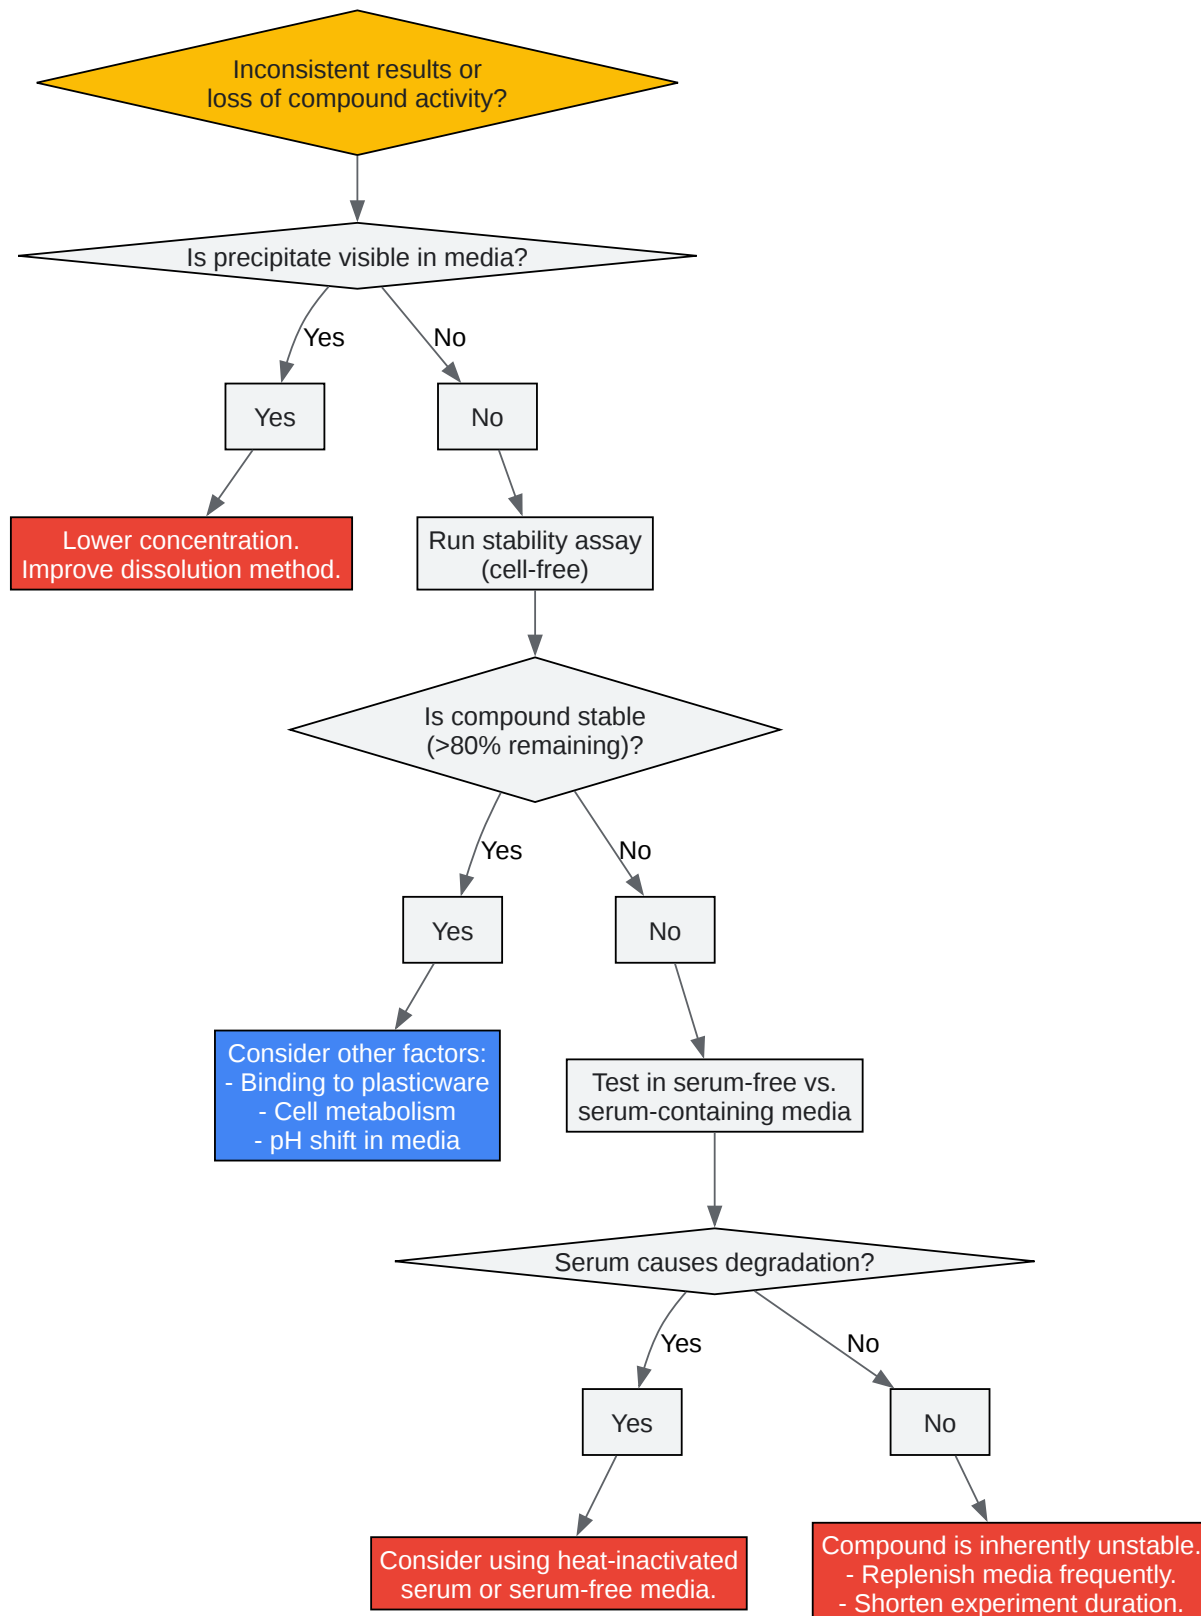 Inconsistent results or
loss of compound activity?
Is precipitate visible in media?
Yes
No
Yes
No
Lower concentration.
Improve dissolution method.
Run stability assay
(cell-free)
Is compound stable
(>80% remaining)?
Yes
No
Yes
No
Consider other factors:
- Binding to plasticware
- Cell metabolism
- pH shift in media
Test in serum-free vs.
serum-containing media
Serum causes degradation?
Yes
No
Yes
No
Consider using heat-inactivated
serum or serum-free media.
Compound is inherently unstable.
- Replenish media frequently.
- Shorten experiment duration.